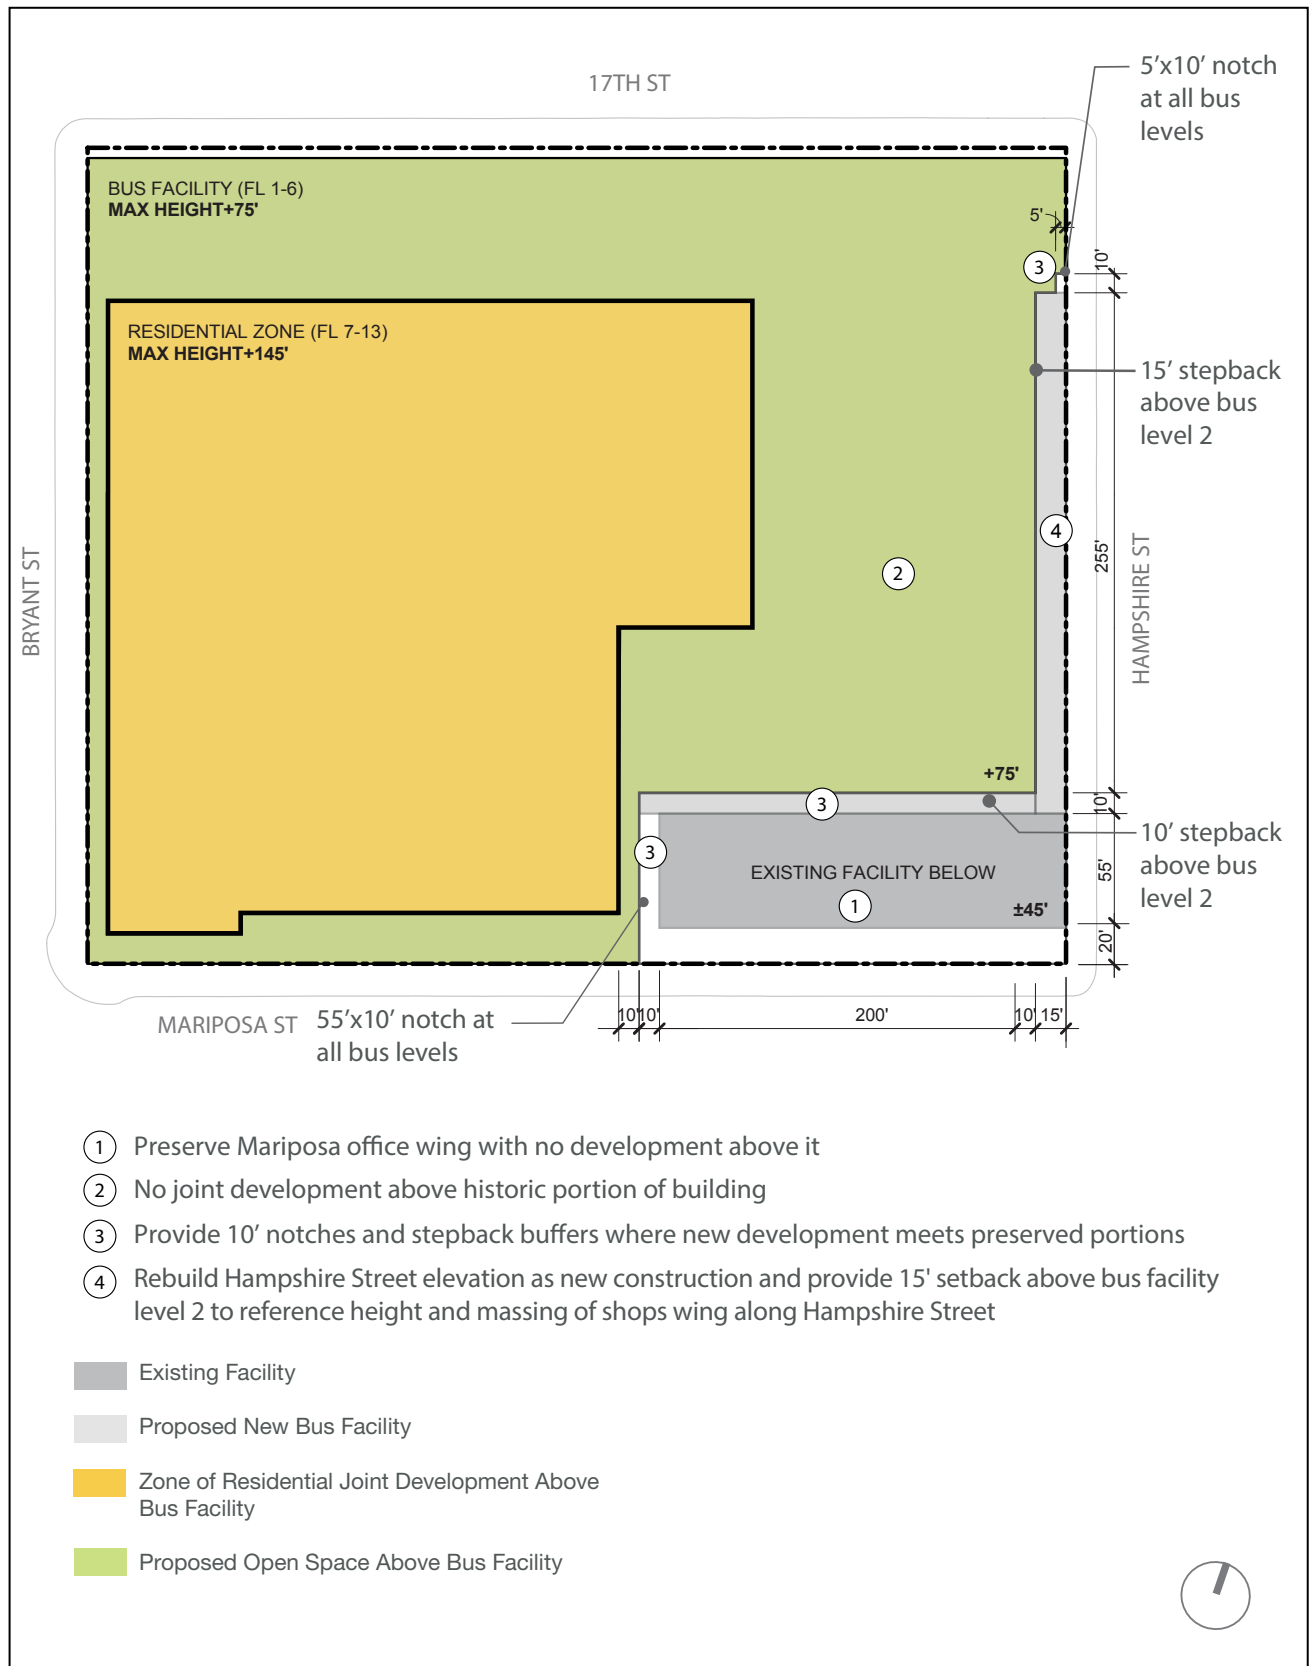 17TH ST
5’x10’ notch
at all bus
levels
BUS FACILITY (FL 1-6)
MAX HEIGHT+75'
5'
3
10'
RESIDENTIAL ZONE (FL 7-13)
MAX HEIGHT+145'
15’ stepback
above bus
level 2
4
255'
HAMPSHIRE ST
BRYANT ST
2
+75'
3
10'
10’ stepback
above bus
level 2
3
EXISTING FACILITY BELOW
1
±45'
55'
20'
MARIPOSA ST
55’x10’ notch at
all bus levels
10'
10'
200'
10'
15'
1 Preserve Mariposa office wing with no development above it
2 No joint development above historic portion of building
3 Provide 10’ notches and stepback buffers where new development meets preserved portions
4 Rebuild Hampshire Street elevation as new construction and provide 15' setback above bus facility
level 2 to reference height and massing of shops wing along Hampshire Street
Existing Facility
Proposed New Bus Facility
Zone of Residential Joint Development Above
Bus Facility
Proposed Open Space Above Bus Facility